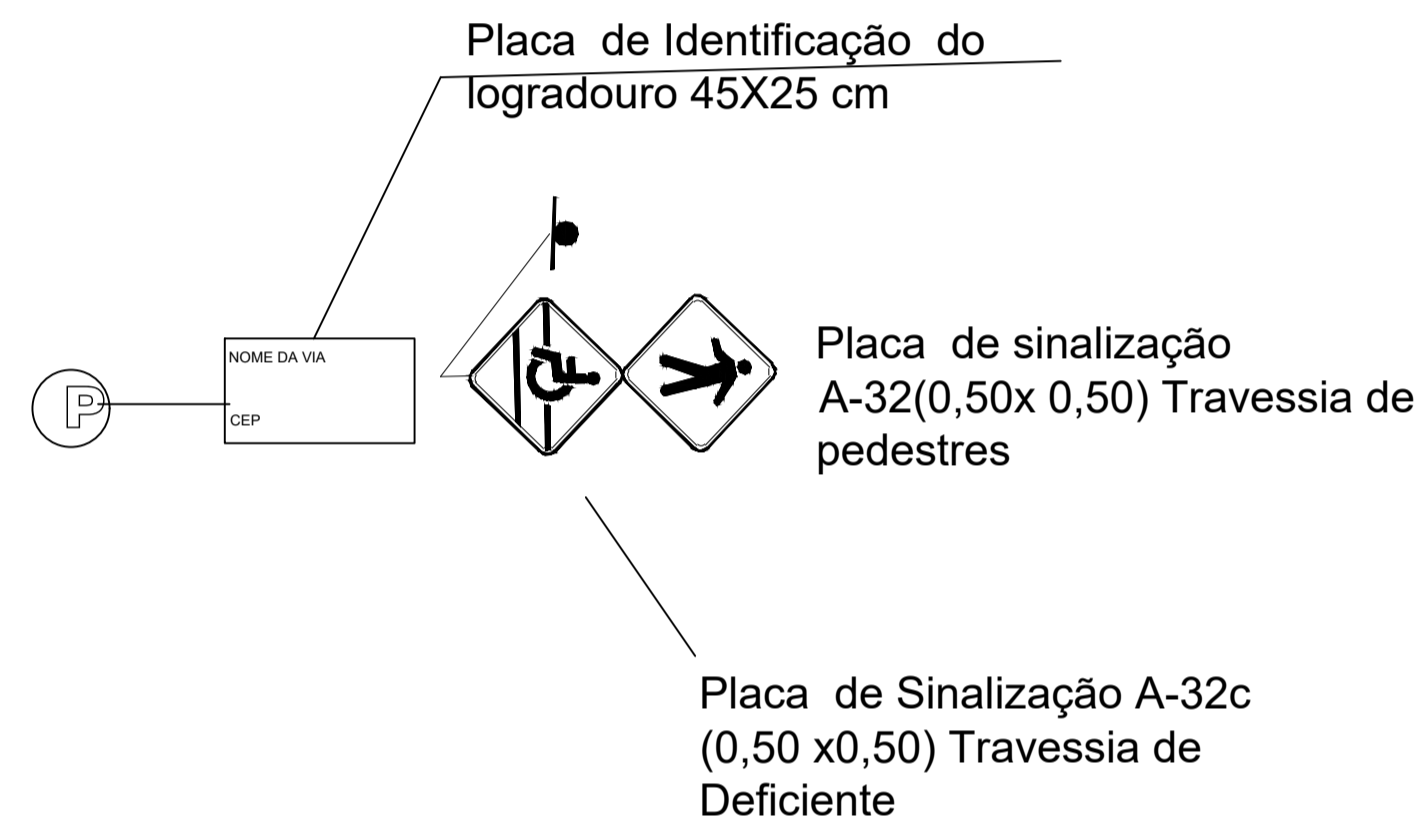 Placa de Identificação do
logradouro 45X25 cm
NOME DA VIA
P
CEP
Placa de sinalização
A-32(0,50x 0,50) Travessia de
pedestres
Placa de Sinalização A-32c
(0,50 x0,50) Travessia de
Deficiente